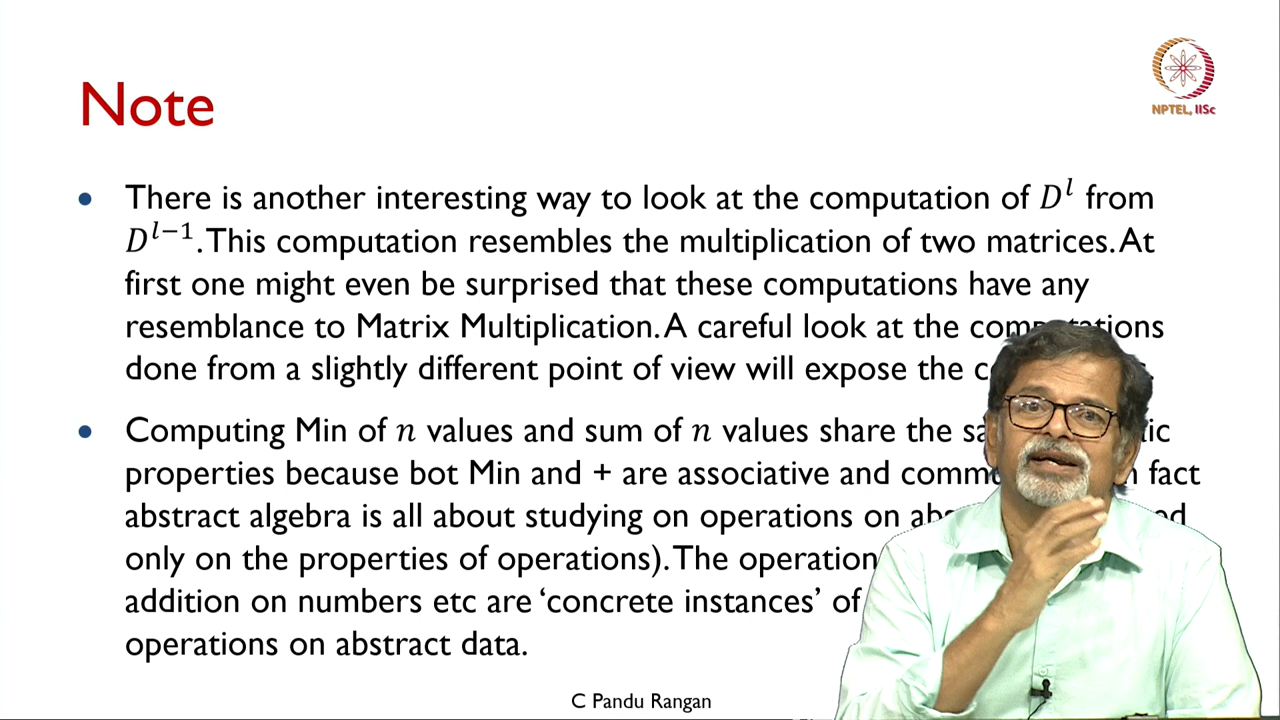 Note
NPTEL, IISc
There is another interesting way to look at the computation of D^l from
D^{l−1}. This computation resembles the multiplication of two matrices. At
first one might even be surprised that these computations have any
resemblance to Matrix Multiplication. A careful look at the computations
done from a slightly different point of view will expose the
Computing Min of n values and sum of n values share the
properties because bot Min and + are associative and fact
abstract algebra is all about studying on operations on
only on the properties of operations). The operation
addition on numbers etc are ‘concrete instances’ of
operations on abstract data.
C Pandu Rangan